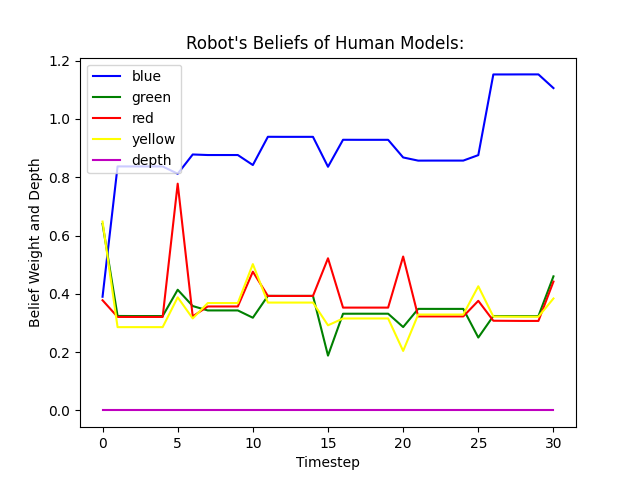 Robot's Beliefs of Human Models:
blue
green
red
yellow
depth
Belief Weight and Depth
1.2
1.0
0.8
0.6
0.4
0.2
0.0
0 5 10 15 20 25 30
Timestep